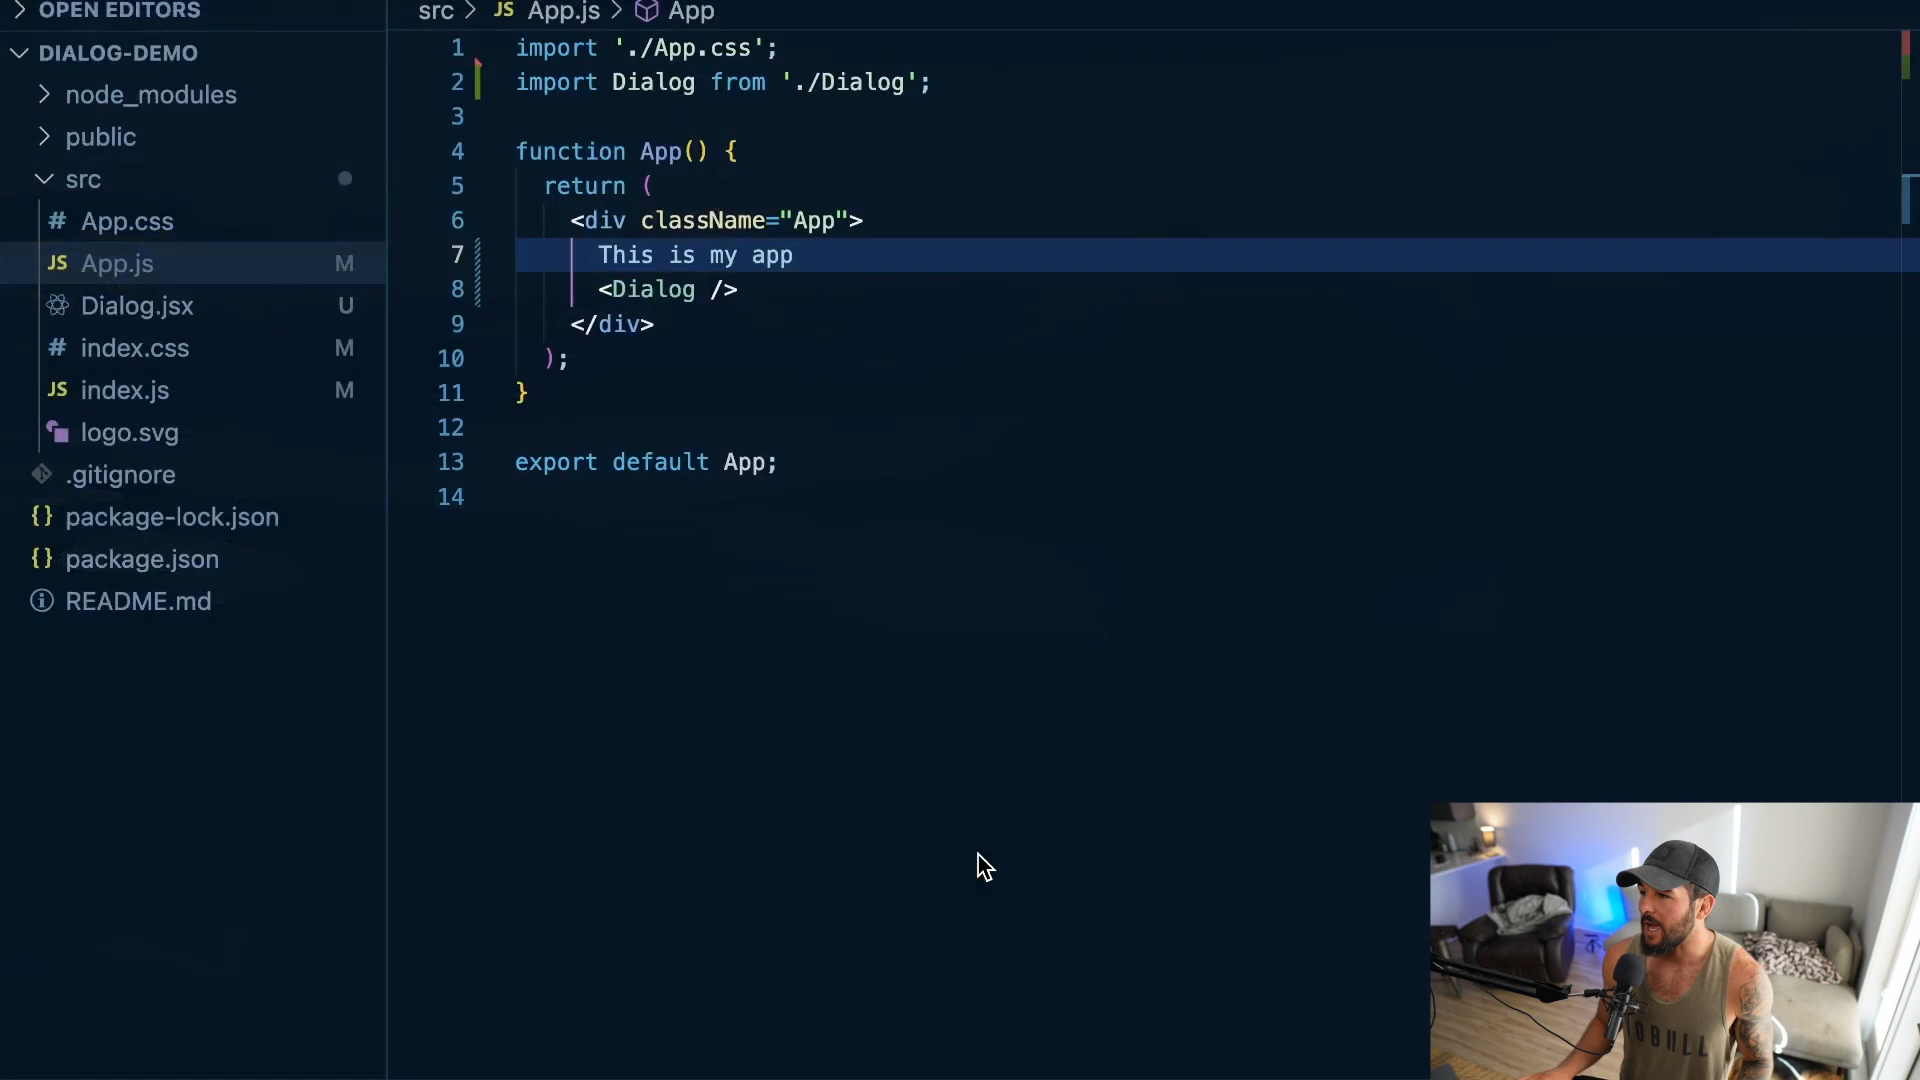 OPEN EDITORS
DIALOG-DEMO
node_modules
public
src
# App.css
JS App.js M
Dialog.jsx U
# index.css M
JS index.js M
logo.svg
.gitignore
{} package-lock.json
{} package.json
README.md
src > JS App.js > App
1 import './App.css';
2 import Dialog from './Dialog';
3
4 function App() {
5 return (
6 <div className="App">
7 This is my app
8 <Dialog />
9 </div>
10 );
11 }
12
13 export default App;
14
OBULL